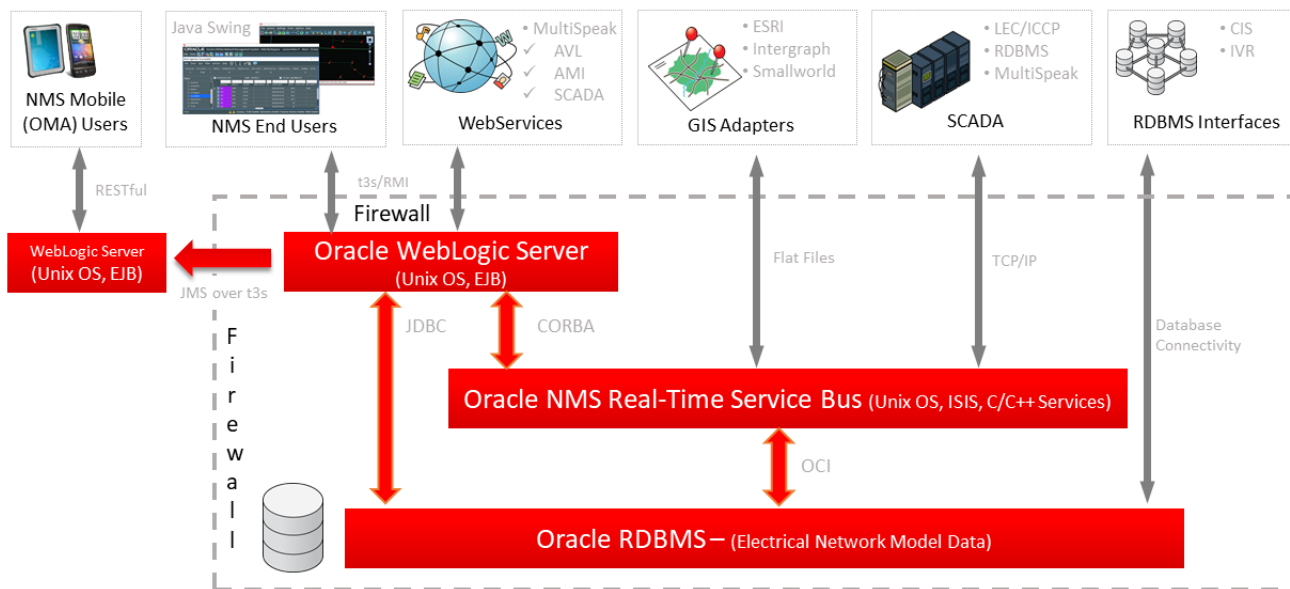 Java Swing
• MultiSpeak
✓ AVL
✓ AMI
✓ SCADA
• ESRI
• Intergraph
• Smallworld
• LEC/ICCP
• RDBMS
• MultiSpeak
• CIS
• IVR
ORACLE
W
NMS Mobile
(OMA) Users
NMS End Users
WebServices
GIS Adapters
SCADA
RDBMS Interfaces
RESTful
t3s/RMI
Firewall
WebLogic Server
(Unix OS, EJB)
Oracle WebLogic Server
(Unix OS, EJB)
JMS over t3s
Flat Files
TCP/IP
Database
Connectivity
JDBC
CORBA
Firewall
Oracle NMS Real-Time Service Bus (Unix OS, ISIS, C/C++ Services)
OCI
Oracle RDBMS – (Electrical Network Model Data)